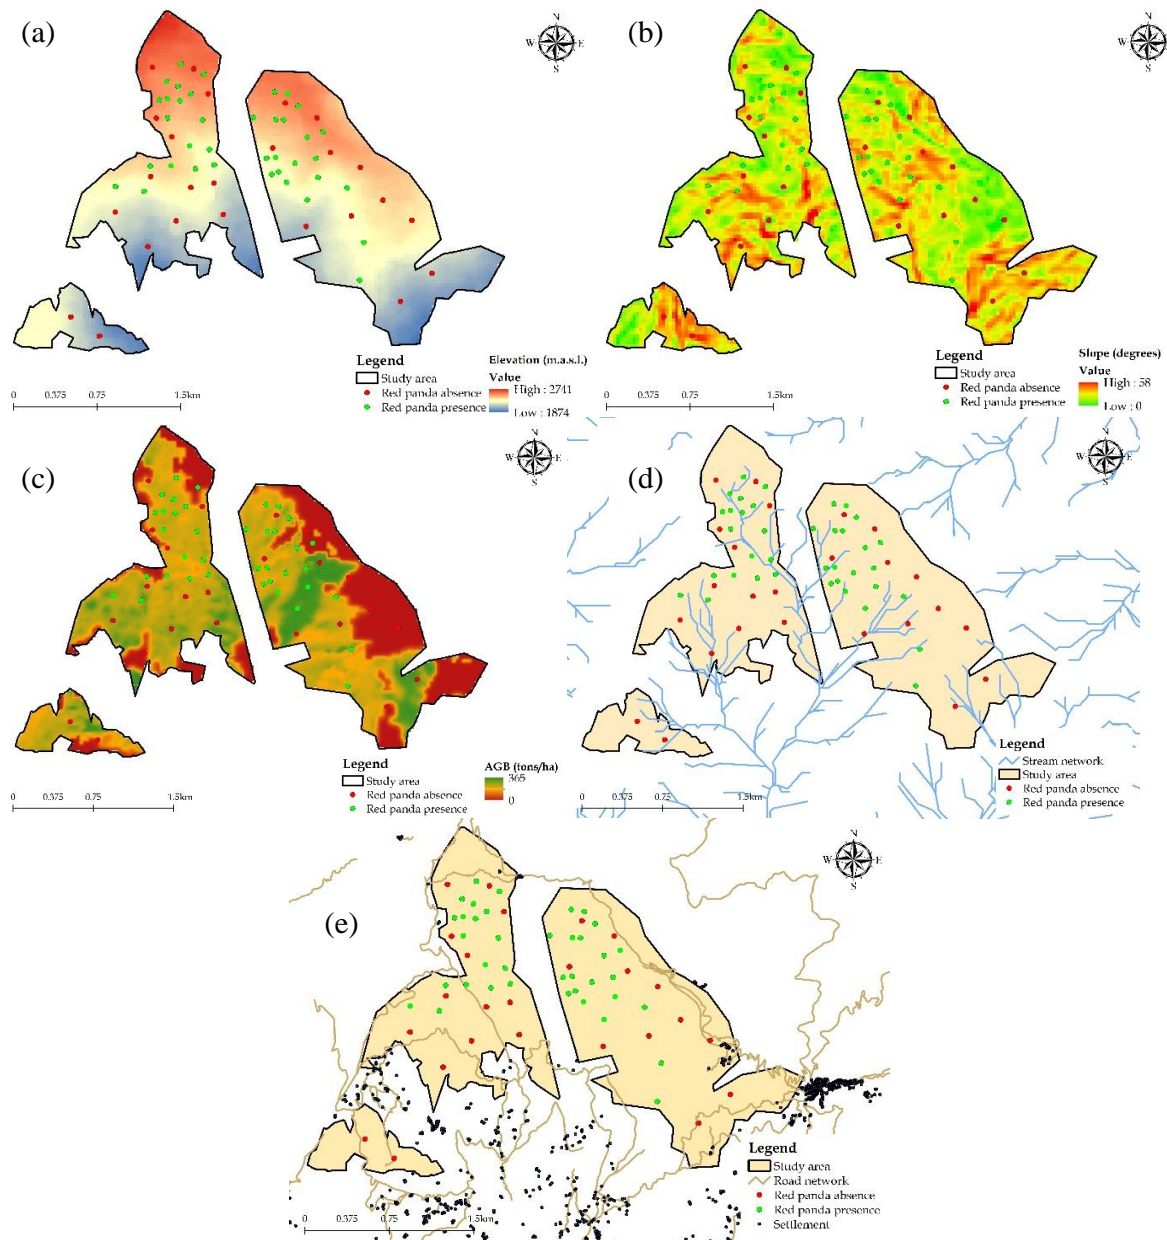 (a)
N
W E
S
Legend
Study area
Red panda absence
Red panda presence
Elevation (m.a.s.l.)
Value
High : 2741
Low : 1874
0 0.375 0.75 1.5km
(b)
N
W E
S
Legend
Study area
Red panda absence
Red panda presence
Slope (degrees)
Value
High : 58
Low : 0
0 0.375 0.75 1.5km
(c)
N
W E
S
Legend
Study area
Red panda absence
Red panda presence
AGB (tons/ha)
365
0
0 0.375 0.75 1.5km
(d)
N
W E
S
Legend
Stream network
Study area
Red panda absence
Red panda presence
0 0.375 0.75 1.5km
(e)
N
W E
S
Legend
Study area
Road network
Red panda absence
Red panda presence
Settlement
0 0.375 0.75 1.5km